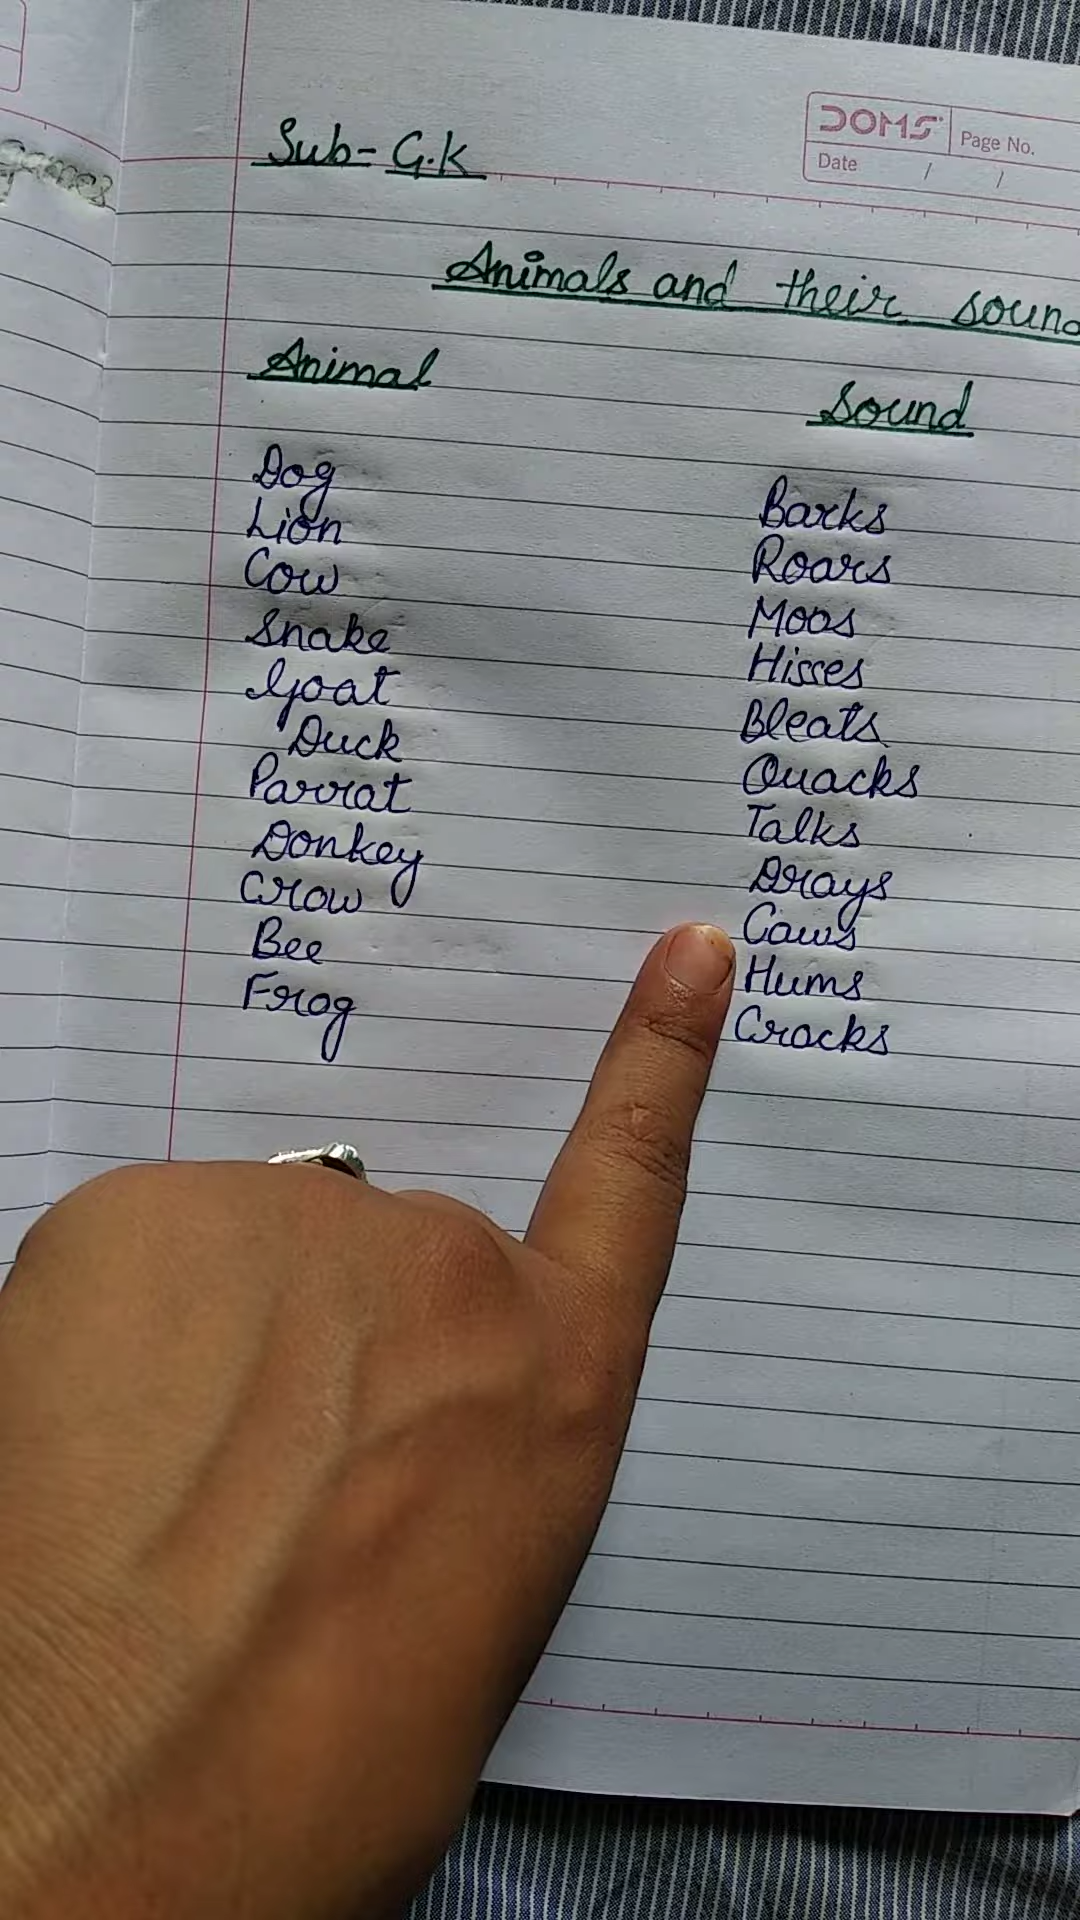 Sub- G.K
DOMS
Page No.
Date / /
Animals and their sound
Animal Sound
Dog Barks
Lion Roars
Cow Moos
Snake Hisses
Goat Bleats
Duck Quacks
Parrat Talks
Donkey Brays
Crow Caws
Bee Hums
Frog Cracks